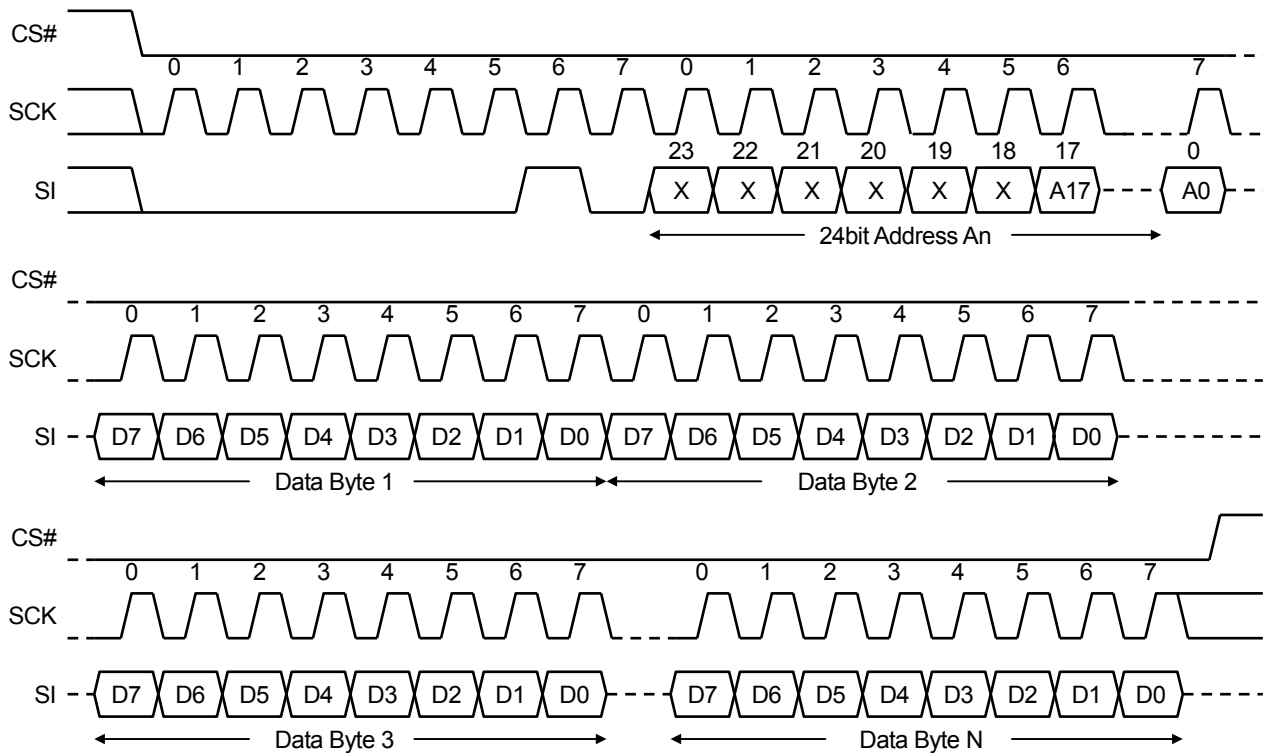 CS#
0 1 2 3 4 5 6 7 0 1 2 3 4 5 6 7
SCK
23 22 21 20 19 18 17 0
SI X X X X X X A17 A0
24bit Address An
CS#
0 1 2 3 4 5 6 7 0 1 2 3 4 5 6 7
SCK
SI D7 D6 D5 D4 D3 D2 D1 D0 D7 D6 D5 D4 D3 D2 D1 D0
Data Byte 1 Data Byte 2
CS#
0 1 2 3 4 5 6 7 0 1 2 3 4 5 6 7
SCK
SI D7 D6 D5 D4 D3 D2 D1 D0 D7 D6 D5 D4 D3 D2 D1 D0
Data Byte 3 Data Byte N